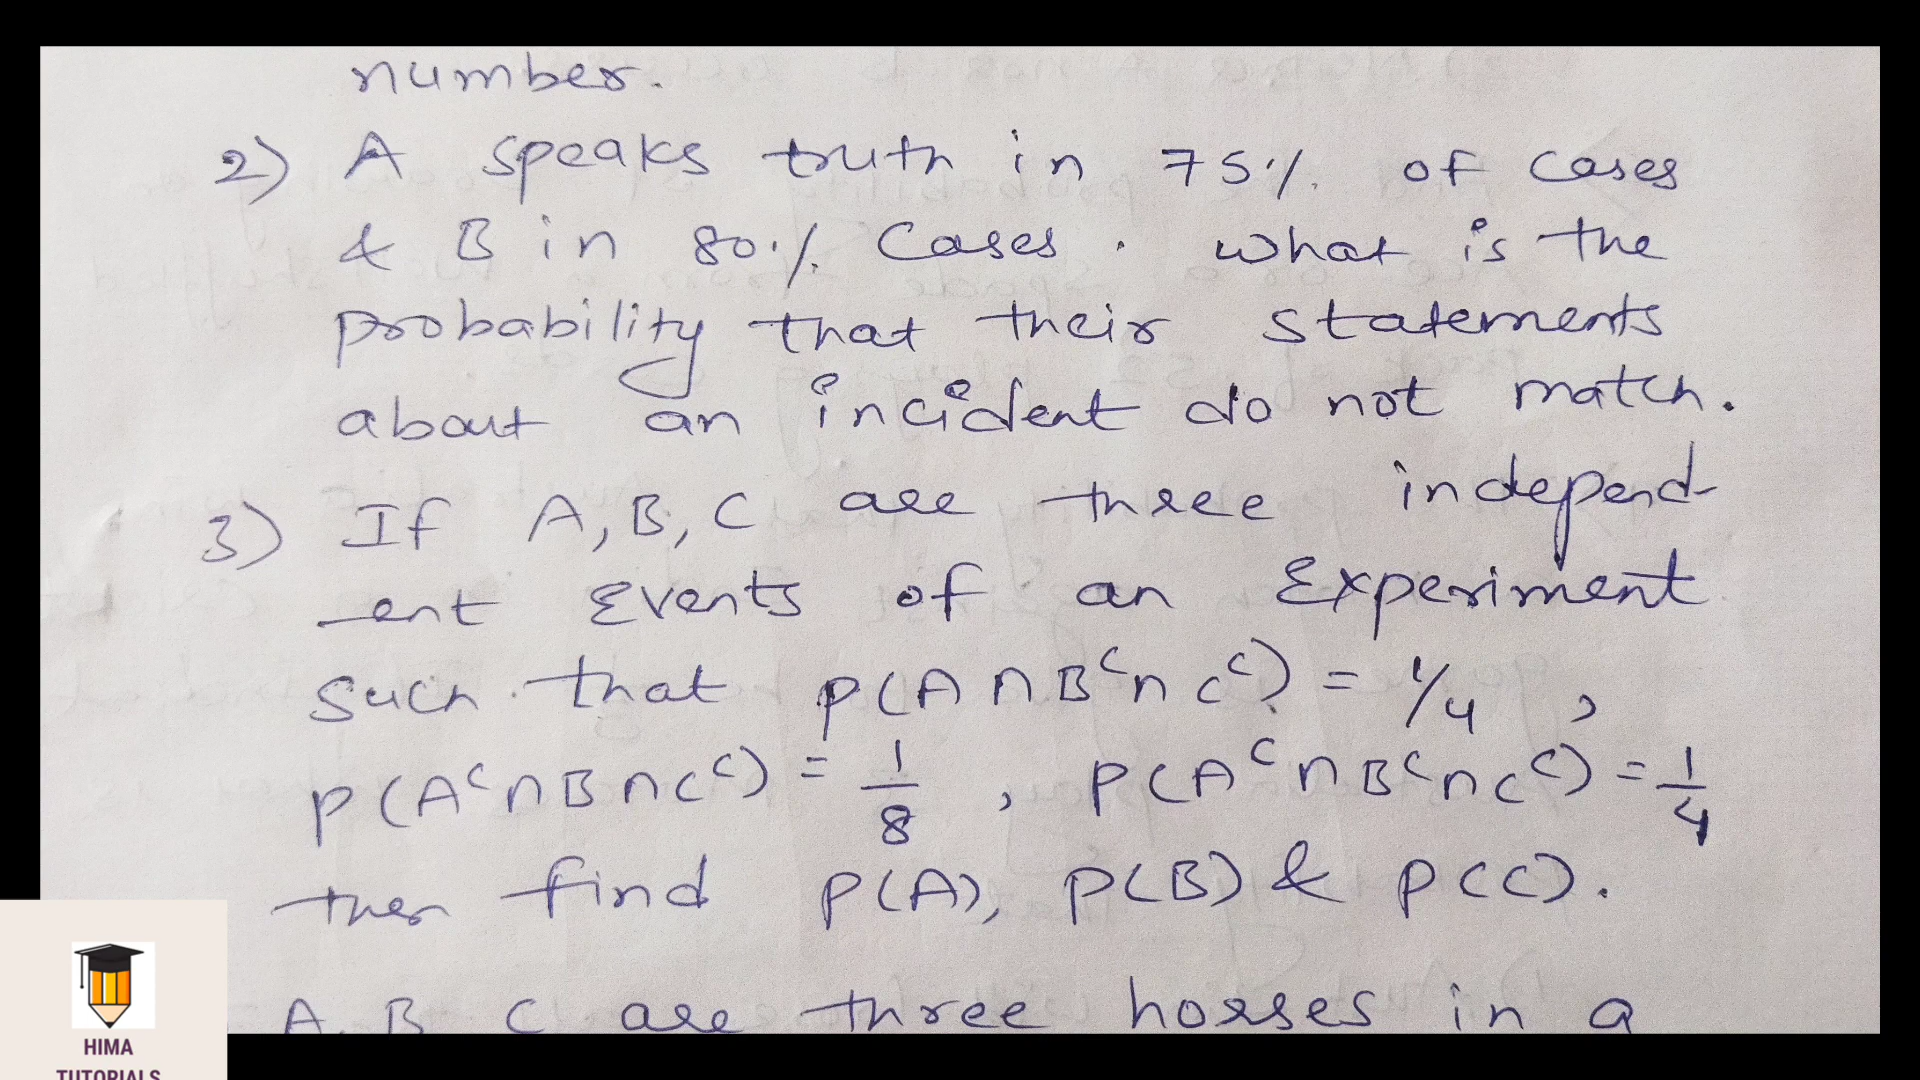 number.
2) A speaks truth in 75% of cases
& B in 80% Cases. What is the
probability that their statements
about an incident do not match.
3) If A, B, C are three independ-
-ent Events of an Experiment
Such that P(A ∩ Bᶜ ∩ Cᶜ) = 1/4 ,
P(Aᶜ ∩ B ∩ Cᶜ) = 1/8 , P(Aᶜ ∩ Bᶜ ∩ Cᶜ) = 1/4
then find P(A), P(B) & P(C).
A, B C are three horses in a
HIMA
TUTORIALS